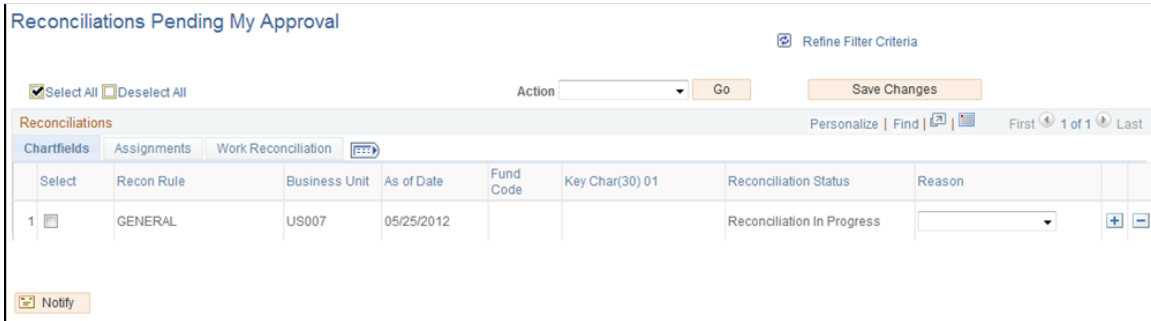 Reconciliations Pending My Approval
Refine Filter Criteria
Select All Deselect All Action Go Save Changes
Reconciliations Personalize | Find | | First 1 of 1 Last
Chartfields Assignments Work Reconciliation
Select Recon Rule Business Unit As of Date Fund Code Key Char(30) 01 Reconciliation Status Reason
1 GENERAL US007 05/25/2012 Reconciliation In Progress
Notify